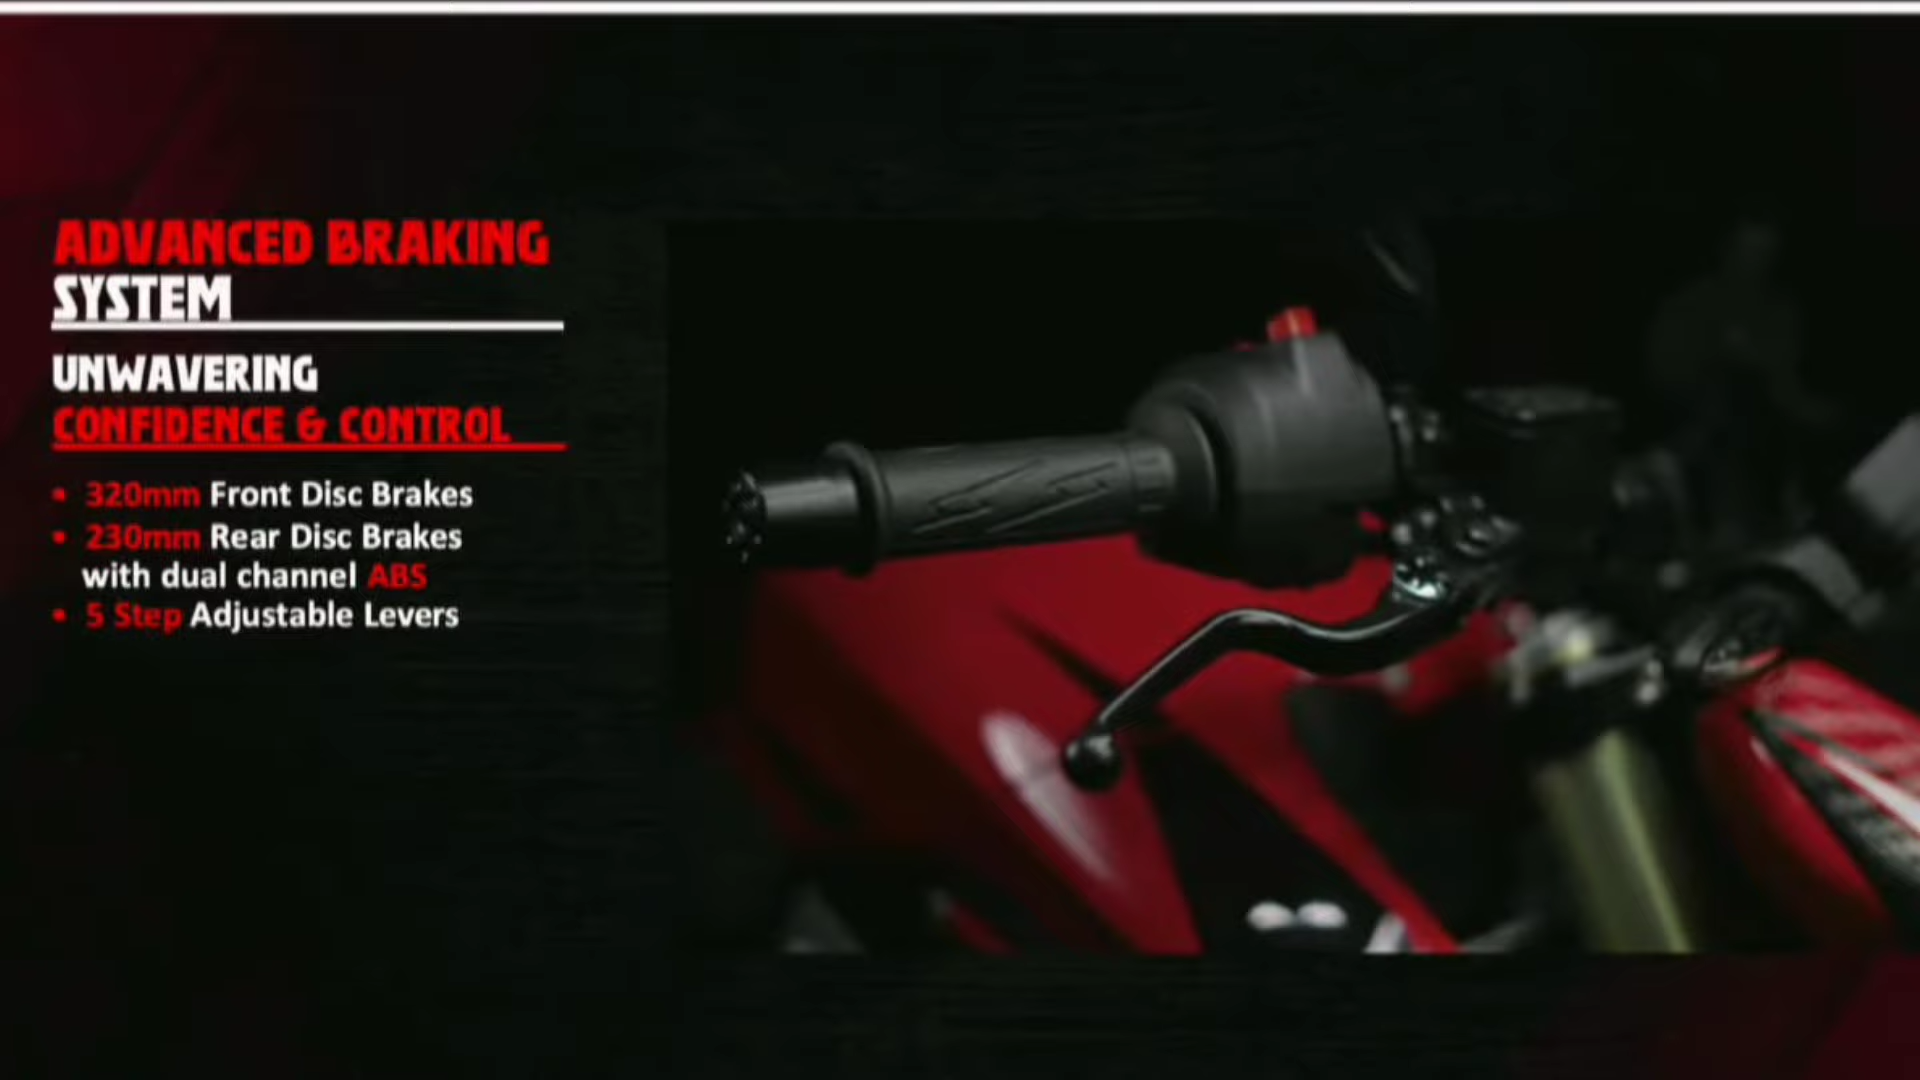 ADVANCED BRAKING
SYSTEM
UNWAVERING
CONFIDENCE & CONTROL
• 320mm Front Disc Brakes
• 230mm Rear Disc Brakes
with dual channel ABS
• 5 Step Adjustable Levers